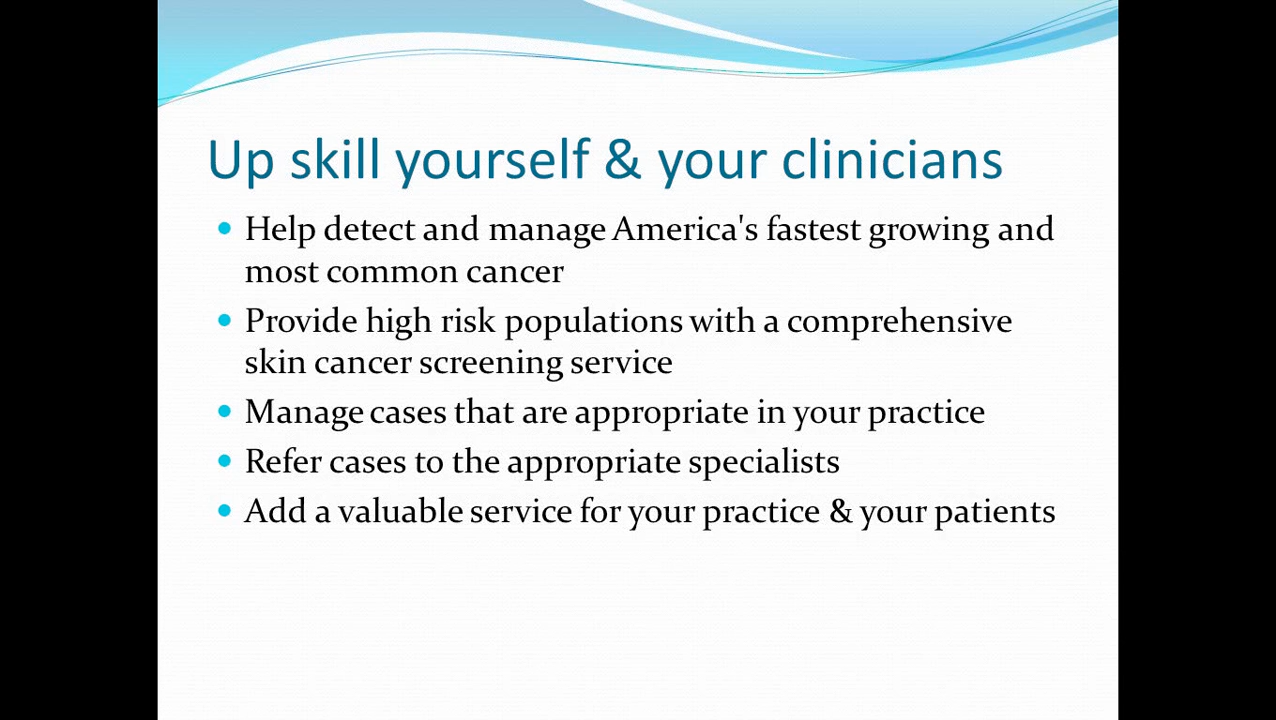 Up skill yourself & your clinicians
• Help detect and manage America's fastest growing and
most common cancer
• Provide high risk populations with a comprehensive
skin cancer screening service
• Manage cases that are appropriate in your practice
• Refer cases to the appropriate specialists
• Add a valuable service for your practice & your patients